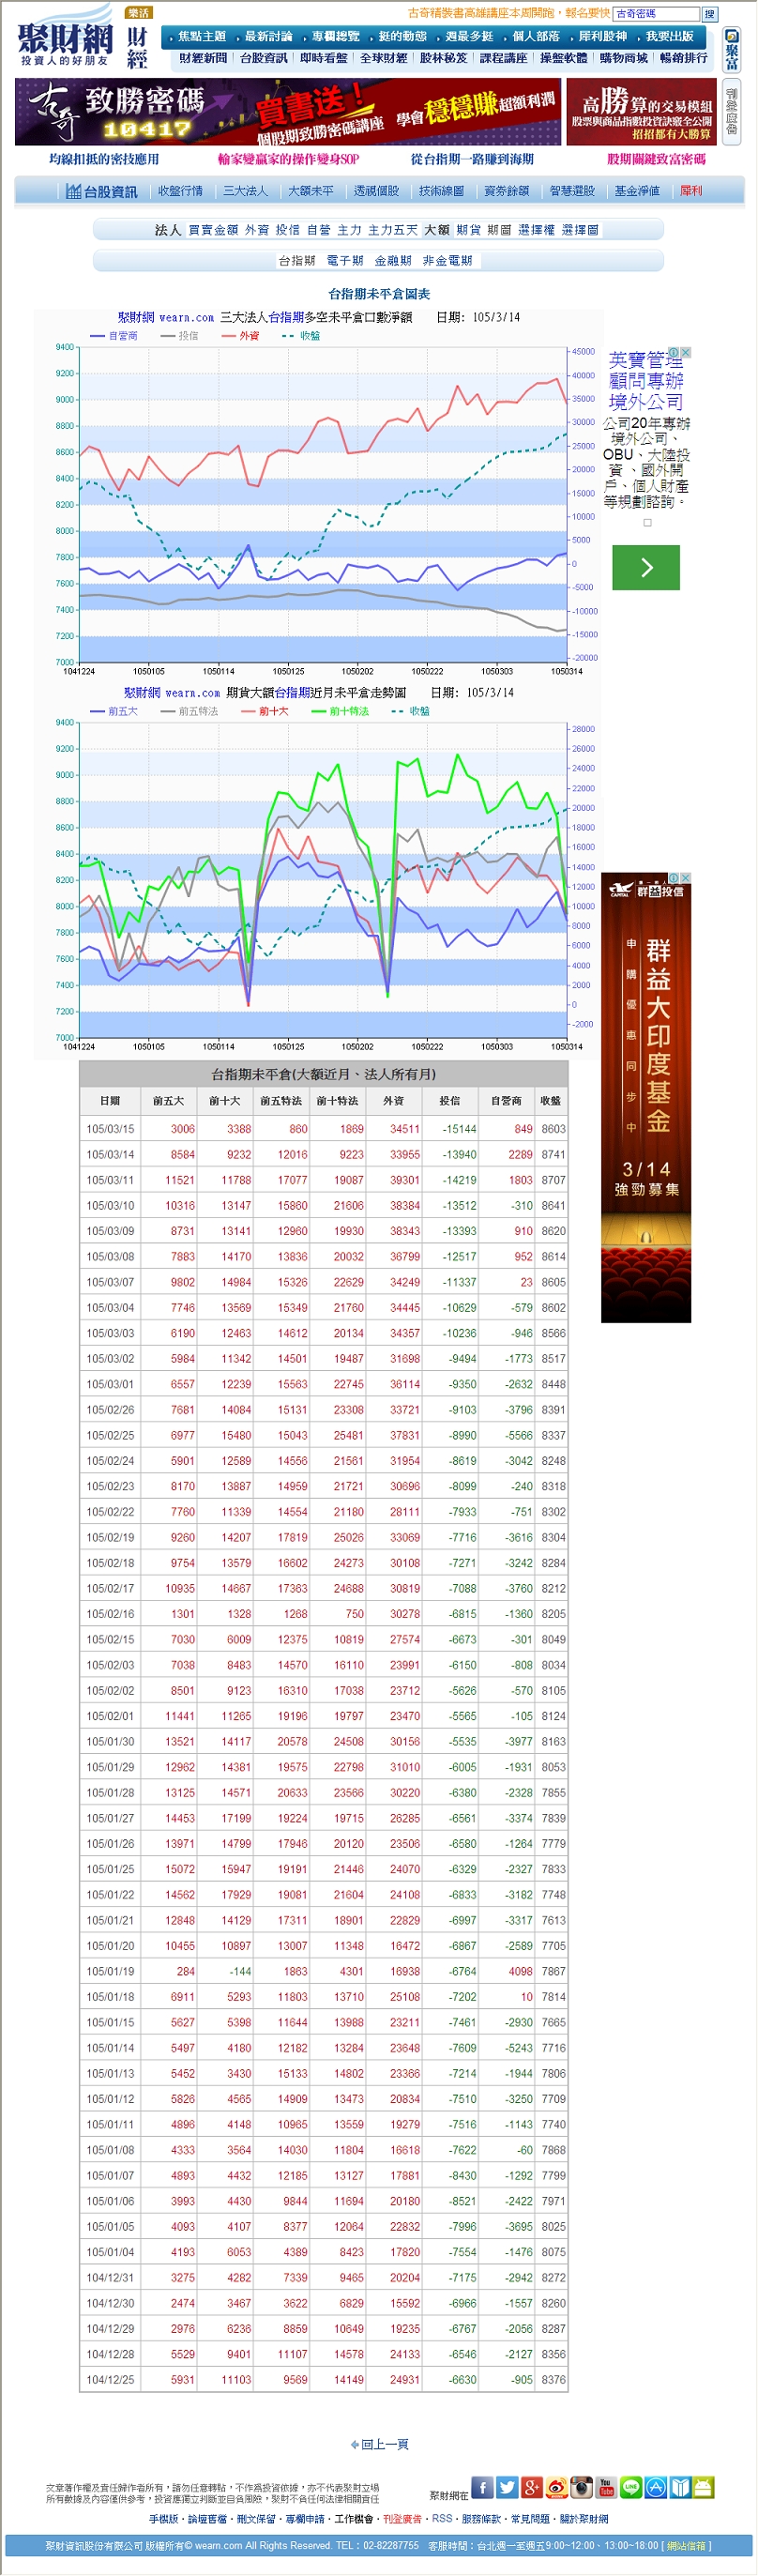 聚財網
投資人的好朋友
樂活
財經
古奇精裝書高雄講座本周開跑，報名要快
古奇密碼
搜
焦點主題 最新討論 專欄總覽 挺的動態 週最多挺 個人部落 犀利股神 我要出版
財經新聞 台股資訊 即時看盤 全球財經 股林秘笈 課程講座 操盤軟體 購物商城 暢銷排行
聚富
古奇 致勝密碼 10417 買書送！ 個股期致勝密碼講座 學會穩穩賺超額利潤
高勝算的交易模組
股票與商品指數投資訣竅全公開
招招都有大勝算
刊登廣告
均線扣抵的密技應用 輸家變贏家的操作變身SOP 從台指期一路賺到海期 股期關鍵致富密碼
台股資訊 收盤行情 三大法人 大額未平 透視個股 技術線圖 資券餘額 智慧選股 基金淨值 犀利
法人 買賣金額 外資 投信 自營 主力 主力五天 大額 期貨 期圖 選擇權 選擇圖
台指期 電子期 金融期 非金電期
台指期未平倉圖表
聚財網 wearn.com 三大法人台指期多空未平倉口數淨額 日期: 105/3/14
自營商 投信 外資 收盤
9400 9200 9000 8800 8600 8400 8200 8000 7800 7600 7400 7200 7000
45000 40000 35000 30000 25000 20000 15000 10000 5000 0 -5000 -10000 -15000 -20000
1041224 1050105 1050114 1050125 1050202 1050222 1050303 1050314
聚財網 wearn.com 期貨大額台指期近月未平倉走勢圖 日期: 105/3/14
前五大 前五特法 前十大 前十特法 收盤
9400 9200 9000 8800 8600 8400 8200 8000 7800 7600 7400 7200 7000
28000 26000 24000 22000 20000 18000 16000 14000 12000 10000 8000 6000 4000 2000 0 -2000
1041224 1050105 1050114 1050125 1050202 1050222 1050303 1050314
英寶管理
顧問專辦
境外公司
公司20年專辦
境外公司、
OBU、大陸投
資、國外開
戶、個人財產
等規劃諮詢。
CAPITAL 群益投信
群益大印度基金
申購優惠同步中
3/14
強勁募集
台指期未平倉(大額近月、法人所有月)
日期 前五大 前十大 前五特法 前十特法 外資 投信 自營商 收盤
105/03/15 3006 3388 860 1869 34511 -15144 849 8603
105/03/14 8584 9232 12016 9223 33955 -13940 2289 8741
105/03/11 11521 11788 17077 19087 39301 -14219 1803 8707
105/03/10 10316 13147 15860 21606 38384 -13512 -310 8641
105/03/09 8731 13141 12960 19930 38343 -13393 910 8620
105/03/08 7883 14170 13836 20032 36799 -12517 952 8614
105/03/07 9802 14984 15326 22629 34249 -11337 23 8605
105/03/04 7746 13569 15349 21760 34445 -10629 -579 8602
105/03/03 6190 12463 14612 20134 34357 -10236 -946 8566
105/03/02 5984 11342 14501 19487 31698 -9494 -1773 8517
105/03/01 6557 12239 15563 22745 36114 -9350 -2632 8448
105/02/26 7681 14084 15131 23308 33721 -9103 -3796 8391
105/02/25 6977 15480 15043 25481 37831 -8990 -5566 8337
105/02/24 5901 12589 14556 21561 31954 -8619 -3042 8248
105/02/23 8170 13887 14959 21721 30696 -8099 -240 8318
105/02/22 7760 11339 14554 21180 28111 -7933 -751 8302
105/02/19 9260 14207 17819 25026 33069 -7716 -3616 8304
105/02/18 9754 13579 16602 24273 30108 -7271 -3242 8284
105/02/17 10935 14667 17363 24688 30819 -7088 -3760 8212
105/02/16 1301 1328 1268 750 30278 -6815 -1360 8205
105/02/15 7030 6009 12375 10819 27574 -6673 -301 8049
105/02/03 7038 8483 14570 16110 23991 -6150 -808 8034
105/02/02 8501 9123 16310 17038 23712 -5626 -570 8105
105/02/01 11441 11265 19196 19797 23470 -5565 -105 8124
105/01/30 13521 14117 20578 24508 30156 -5535 -3977 8163
105/01/29 12962 14381 19575 22798 31010 -6005 -1931 8053
105/01/28 13125 14571 20633 23566 30220 -6380 -2328 7855
105/01/27 14453 17199 19224 19715 26285 -6561 -3374 7839
105/01/26 13971 14799 17946 20120 23506 -6580 -1264 7779
105/01/25 15072 15947 19191 21446 24070 -6329 -2327 7833
105/01/22 14562 17929 19081 21604 24108 -6833 -3182 7748
105/01/21 12848 14129 17311 18901 22829 -6997 -3317 7613
105/01/20 10455 10897 13007 11348 16472 -6867 -2589 7705
105/01/19 284 -144 1863 4301 16938 -6764 4098 7867
105/01/18 6911 5293 11803 13710 25108 -7202 10 7814
105/01/15 5627 5398 11644 13988 23211 -7461 -2930 7665
105/01/14 5497 4180 12182 13284 23648 -7609 -5243 7716
105/01/13 5452 3430 15133 14802 23366 -7214 -1944 7806
105/01/12 5826 4565 14909 13473 20834 -7510 -3250 7709
105/01/11 4896 4148 10965 13559 19279 -7516 -1143 7740
105/01/08 4333 3564 14030 11804 16618 -7622 -60 7868
105/01/07 4893 4432 12185 13127 17881 -8430 -1292 7799
105/01/06 3993 4430 9844 11694 20180 -8521 -2422 7971
105/01/05 4093 4107 8377 12064 22832 -7996 -3695 8025
105/01/04 4193 6053 4389 8423 17820 -7554 -1476 8075
104/12/31 3275 4282 7339 9465 20204 -7175 -2942 8272
104/12/30 2474 3467 3622 6829 15592 -6966 -1557 8260
104/12/29 2976 6236 8859 10649 19235 -6767 -2056 8287
104/12/28 5529 9401 11107 14578 24133 -6546 -2127 8356
104/12/25 5931 11103 9569 14149 24931 -6630 -905 8376
回上一頁
文章著作權及責任歸作者所有，請勿任意轉貼，不作為投資依據，亦不代表聚財立場
所有數據及內容僅供參考，投資應獨立判斷並自負風險，聚財不負任何法律相關責任
聚財網在
You Tube LINE
手機版 · 論壇舊檔 · 刪文保留 · 專欄申請 · 工作機會 · 刊登廣告 · RSS · 服務條款 · 常見問題 · 關於聚財網
聚財資訊股份有限公司 版權所有© wearn.com All Rights Reserved. TEL：02-82287755 客服時間：台北週一至週五9:00~12:00、13:00~18:00 [ 網站信箱 ]